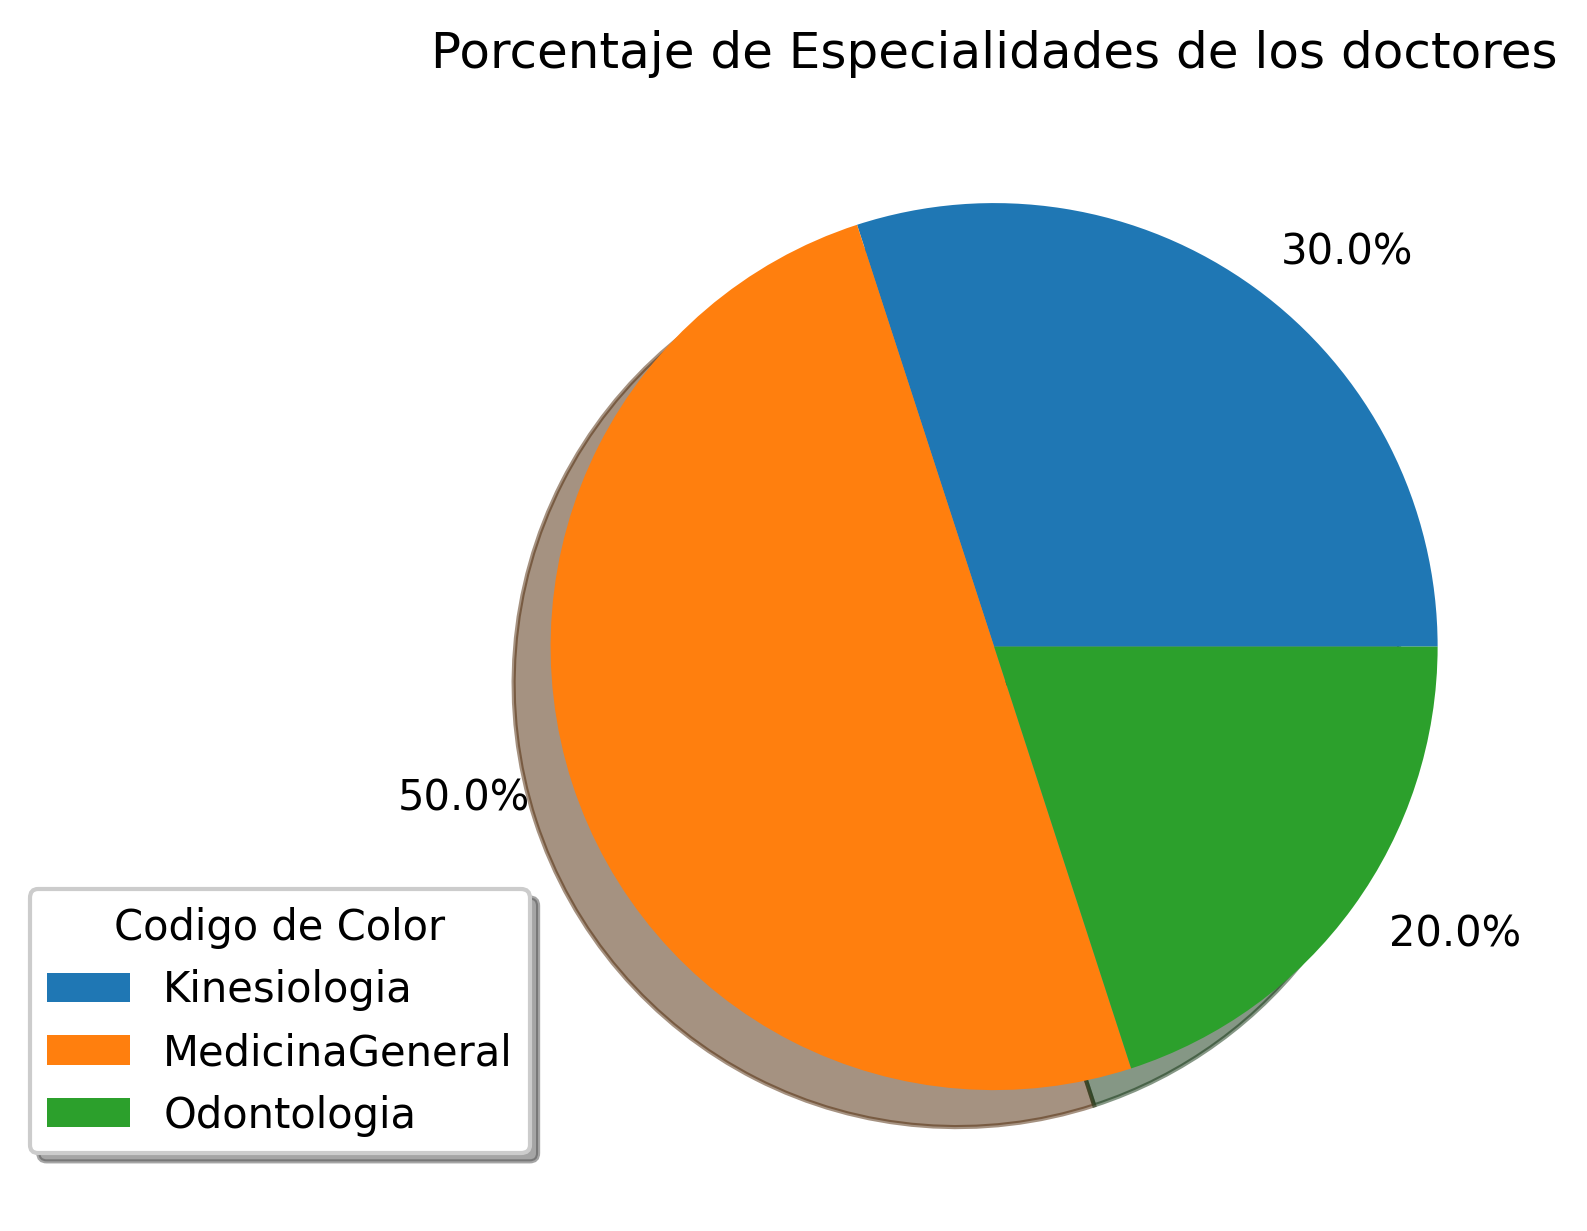 Porcentaje de Especialidades de los doctores
30.0%
50.0%
20.0%
Codigo de Color
Kinesiologia
MedicinaGeneral
Odontologia